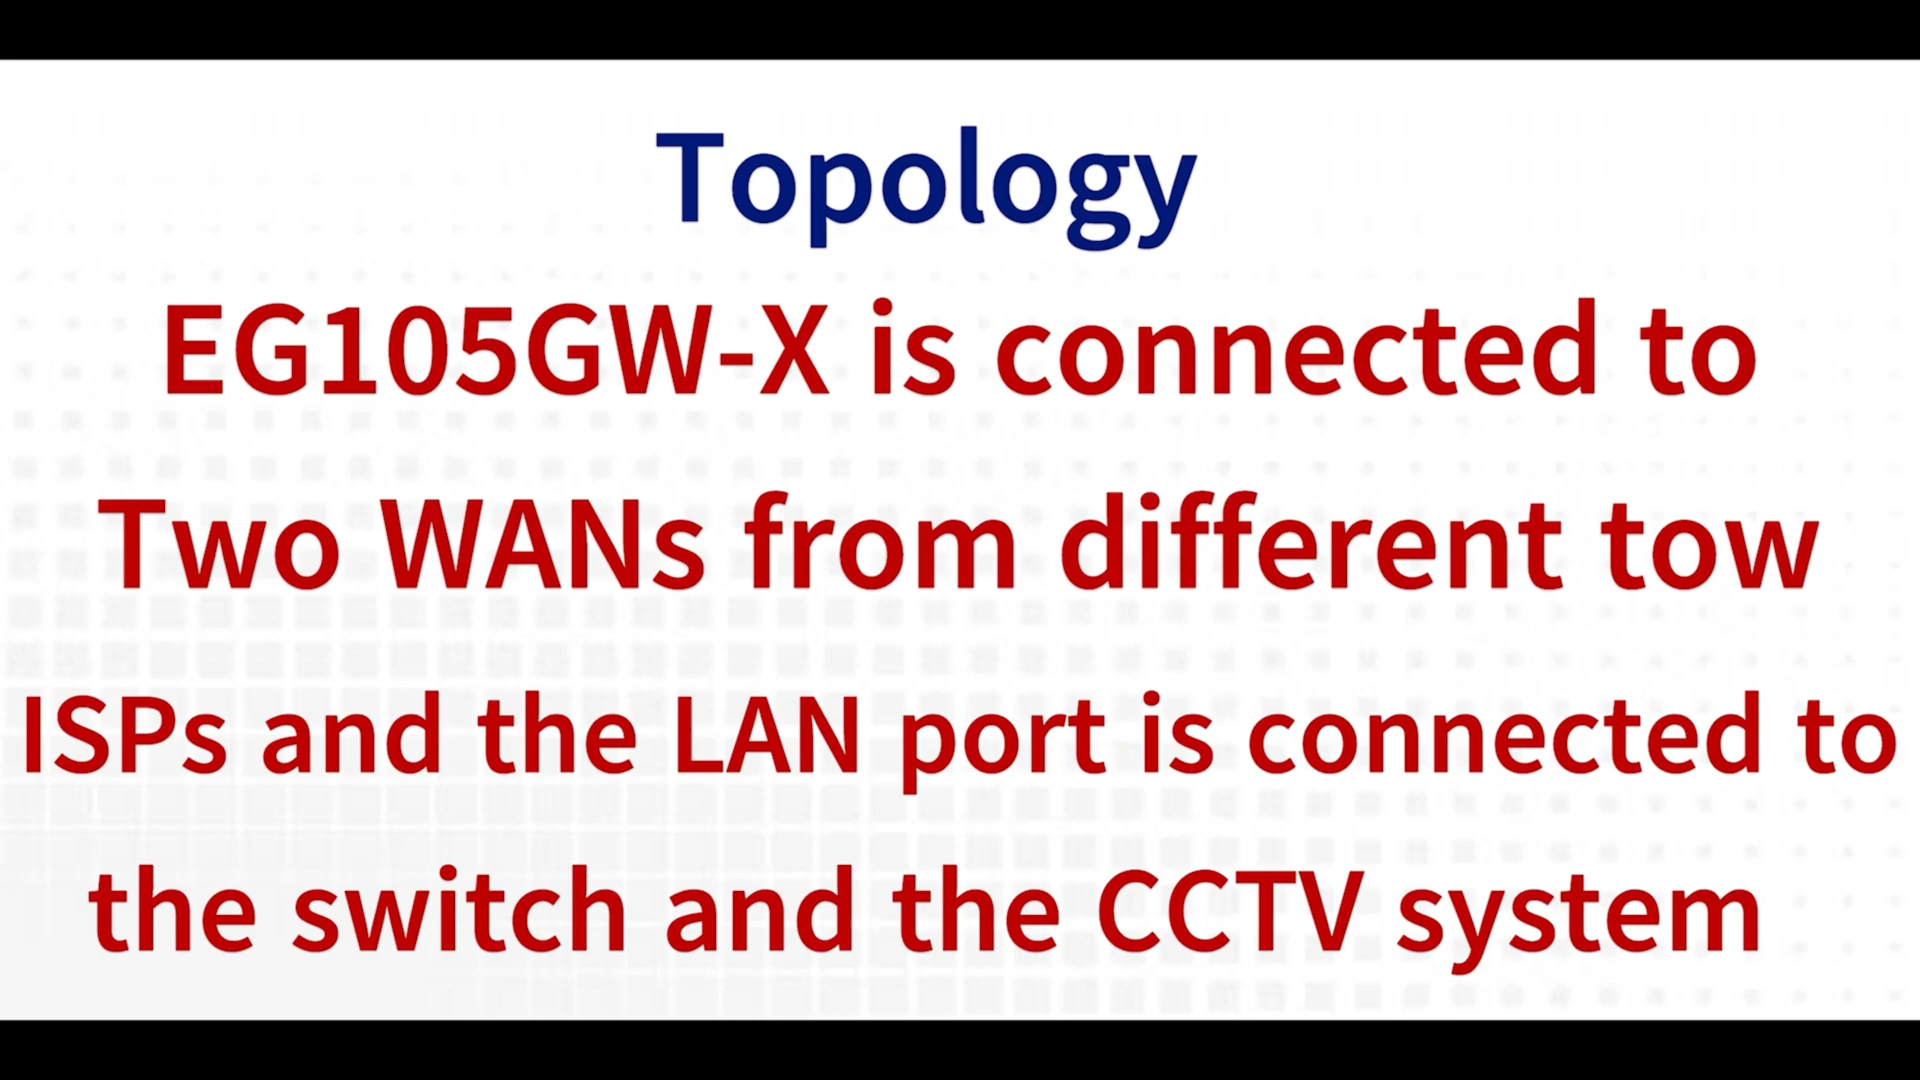 Topology
EG105GW-X is connected to
Two WANs from different tow
ISPs and the LAN port is connected to
the switch and the CCTV system